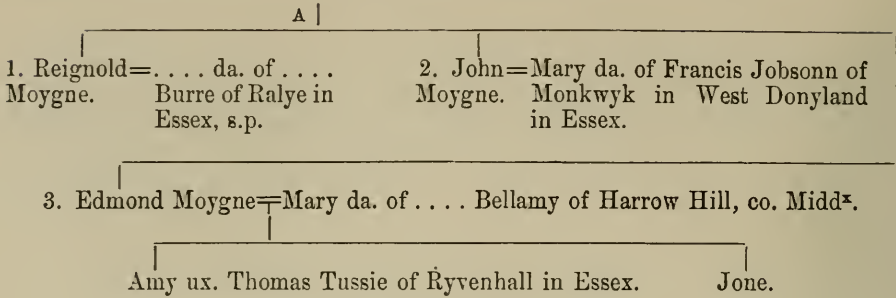 A
1. Reignold=. . . . da. of . . . .
Moygne. Burre of Ralye in
Essex, s.p.
2. John=Mary da. of Francis Jobsonn of
Moygne. Monkwyk in West Donyland
in Essex.
3. Edmond Moygne=Mary da. of . . . . Bellamy of Harrow Hill, co. Middˣ.
Amy ux. Thomas Tussie of Ryvenhall in Essex. Jone.